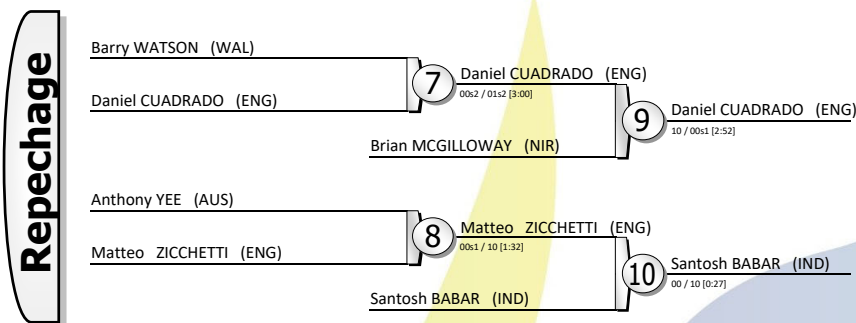 Repechage
Barry WATSON (WAL)
Daniel CUADRADO (ENG)
7
Daniel CUADRADO (ENG)
00s2 / 01s2 [3:00]
Brian MCGILLOWAY (NIR)
9
Daniel CUADRADO (ENG)
10 / 00s1 [2:52]
Anthony YEE (AUS)
Matteo ZICCHETTI (ENG)
8
Matteo ZICCHETTI (ENG)
00s1 / 10 [1:32]
Santosh BABAR (IND)
10
Santosh BABAR (IND)
00 / 10 [0:27]